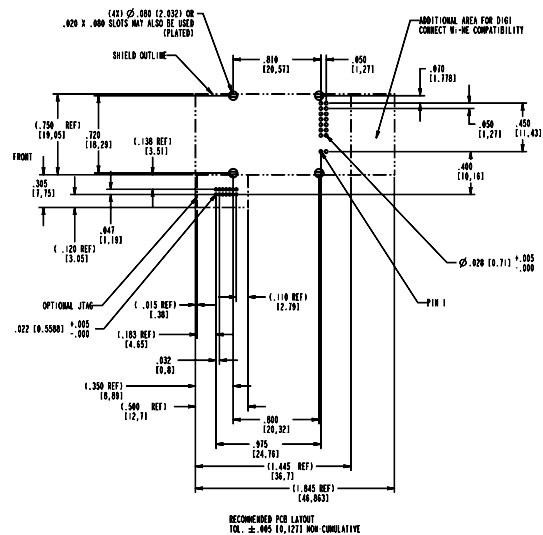 (4X) Ø.080 (2.032) OR
.020 X .080 SLOTS MAY ALSO BE USED
(PLATED)
SHIELD OUTLINE
ADDITIONAL AREA FOR DIGI
CONNECT Wi-ME COMPATIBILITY
.810
[20,57]
.050
[1,27]
.070
[1.778]
(.750 REF)
[19,05]
.720
[18,29]
(.138 REF)
[3.51]
.050
[1,27]
.450
[11,43]
FRONT
.305
[7,75]
.400
[10,16]
.047
[1,19]
(.120 REF)
[3.05]
Ø.028 [0.71] +.005
-.000
OPTIONAL JTAG
(.015 REF)
[.38]
(.110 REF)
[2.79]
PIN 1
.022 [0.5588] +.005
-.000
(.183 REF)
[4.65]
.032
[0,8]
(.350 REF)
[8,89]
(.500 REF)
[12,7]
.800
[20,32]
.975
[24,76]
(1.445 REF)
[36,7]
(1.845 REF)
[46,863]
RECOMMENDED PCB LAYOUT
TOL. ±.005 [0,127] NON-CUMULATIVE